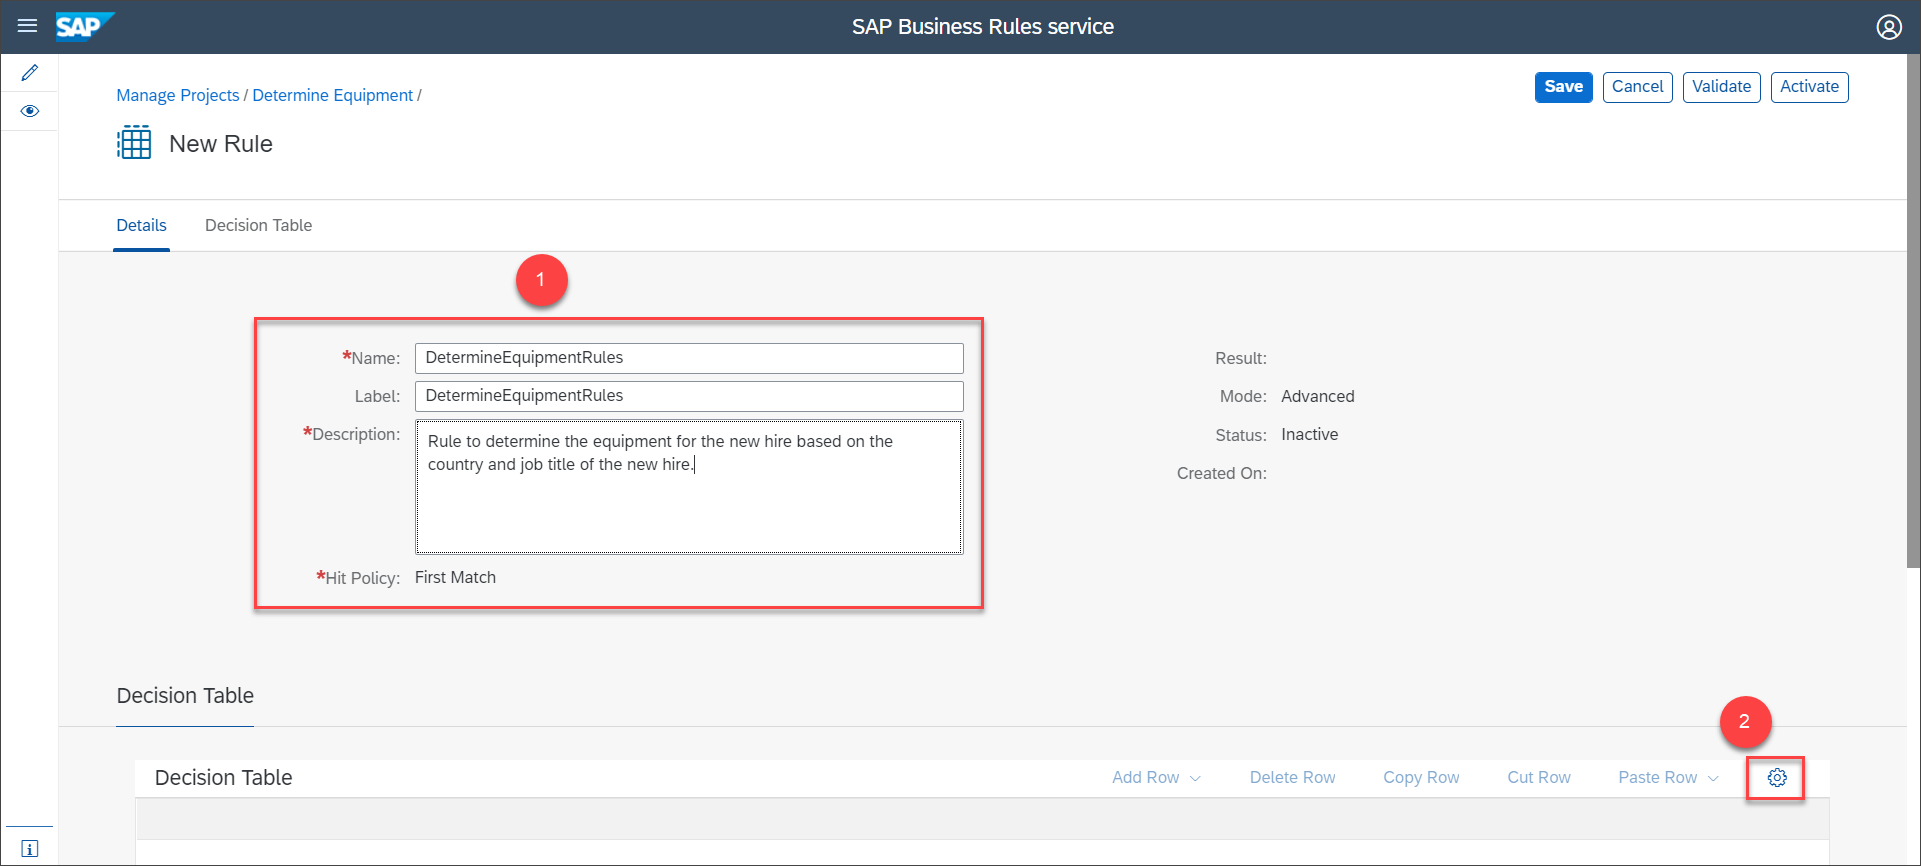 SAP
SAP Business Rules service
Manage Projects / Determine Equipment /
Save
Cancel
Validate
Activate
New Rule
Details
Decision Table
1
*Name:
DetermineEquipmentRules
Label:
DetermineEquipmentRules
*Description:
Rule to determine the equipment for the new hire based on the
country and job title of the new hire.
*Hit Policy:
First Match
Result:
Mode: Advanced
Status: Inactive
Created On:
Decision Table
2
Decision Table
Add Row
Delete Row
Copy Row
Cut Row
Paste Row